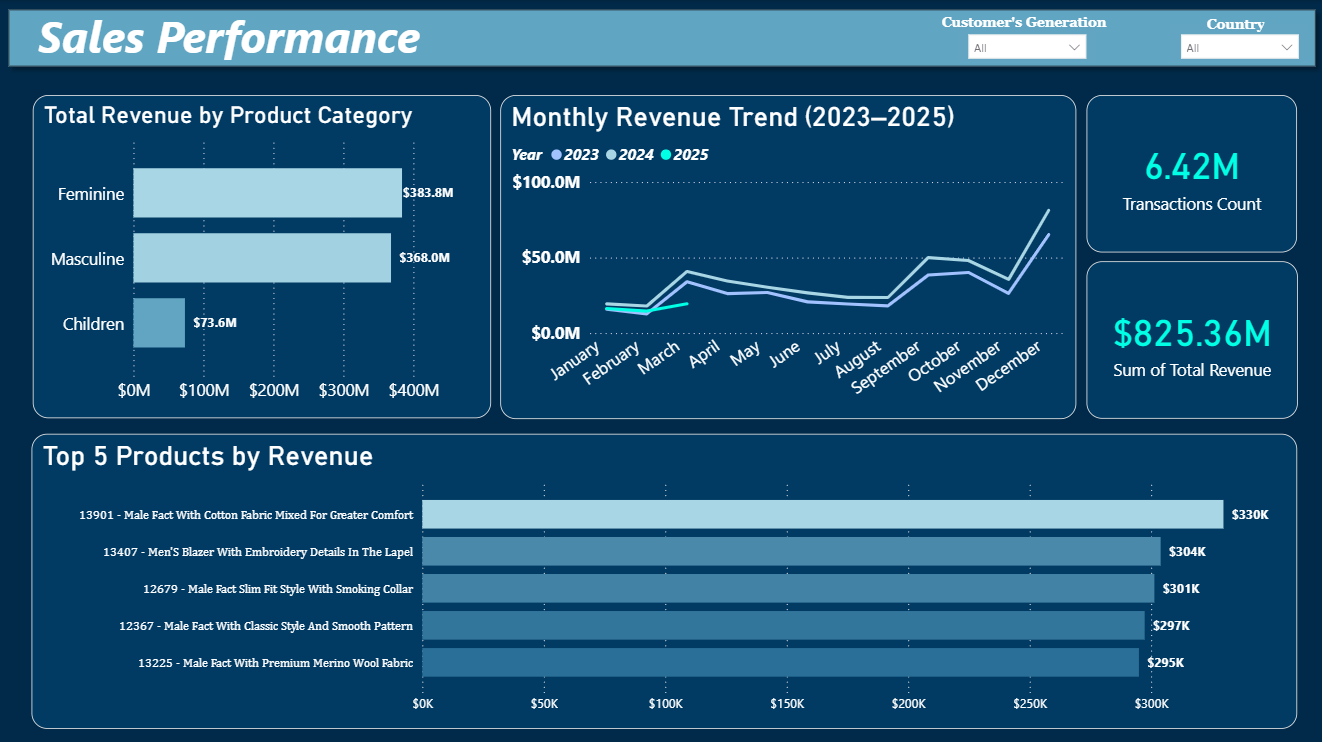 Sales Performance
Customer's Generation
All
Country
All
Total Revenue by Product Category
Feminine
$383.8M
Masculine
$368.0M
Children
$73.6M
$0M $100M $200M $300M $400M
Monthly Revenue Trend (2023–2025)
Year 2023 2024 2025
$100.0M
$50.0M
$0.0M
January February March April May June July August September October November December
6.42M
Transactions Count
$825.36M
Sum of Total Revenue
Top 5 Products by Revenue
13901 - Male Fact With Cotton Fabric Mixed For Greater Comfort $330K
13407 - Men'S Blazer With Embroidery Details In The Lapel $304K
12679 - Male Fact Slim Fit Style With Smoking Collar $301K
12367 - Male Fact With Classic Style And Smooth Pattern $297K
13225 - Male Fact With Premium Merino Wool Fabric $295K
$0K $50K $100K $150K $200K $250K $300K